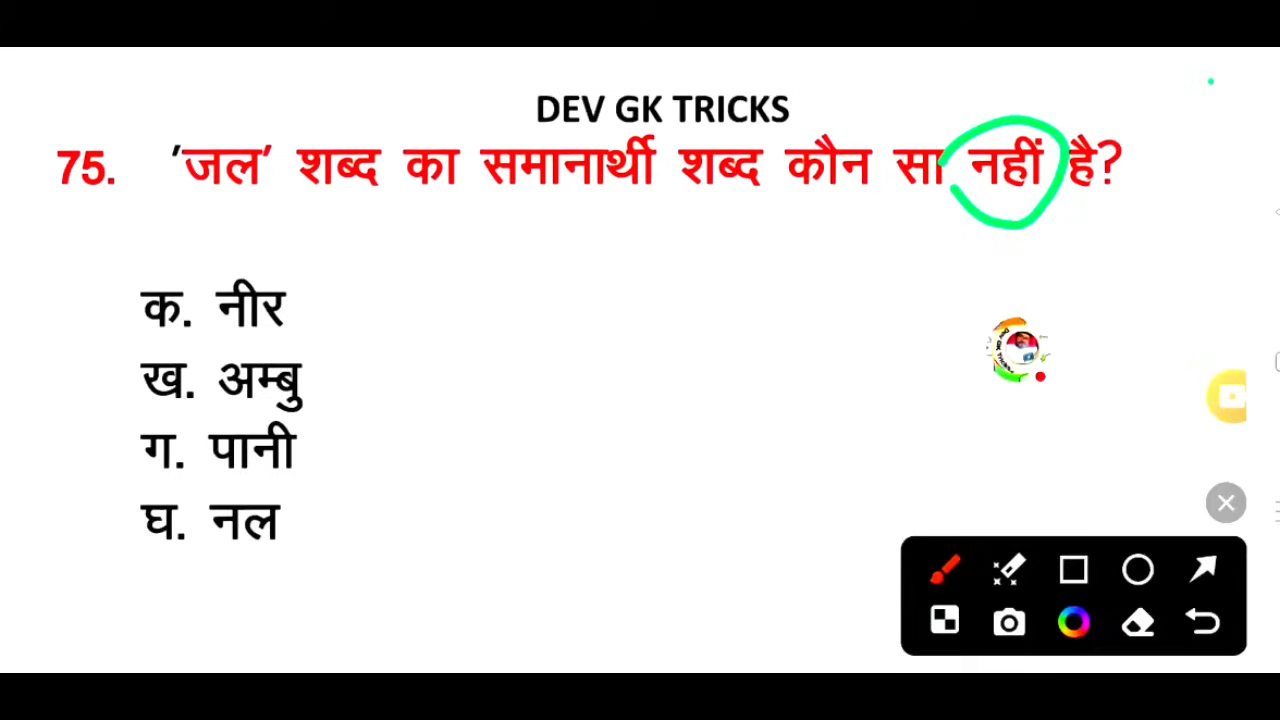 DEV GK TRICKS
75. 'जल' शब्द का समानार्थी शब्द कौन सा नहीं है?
क. नीर
ख. अम्बु
ग. पानी
घ. नल